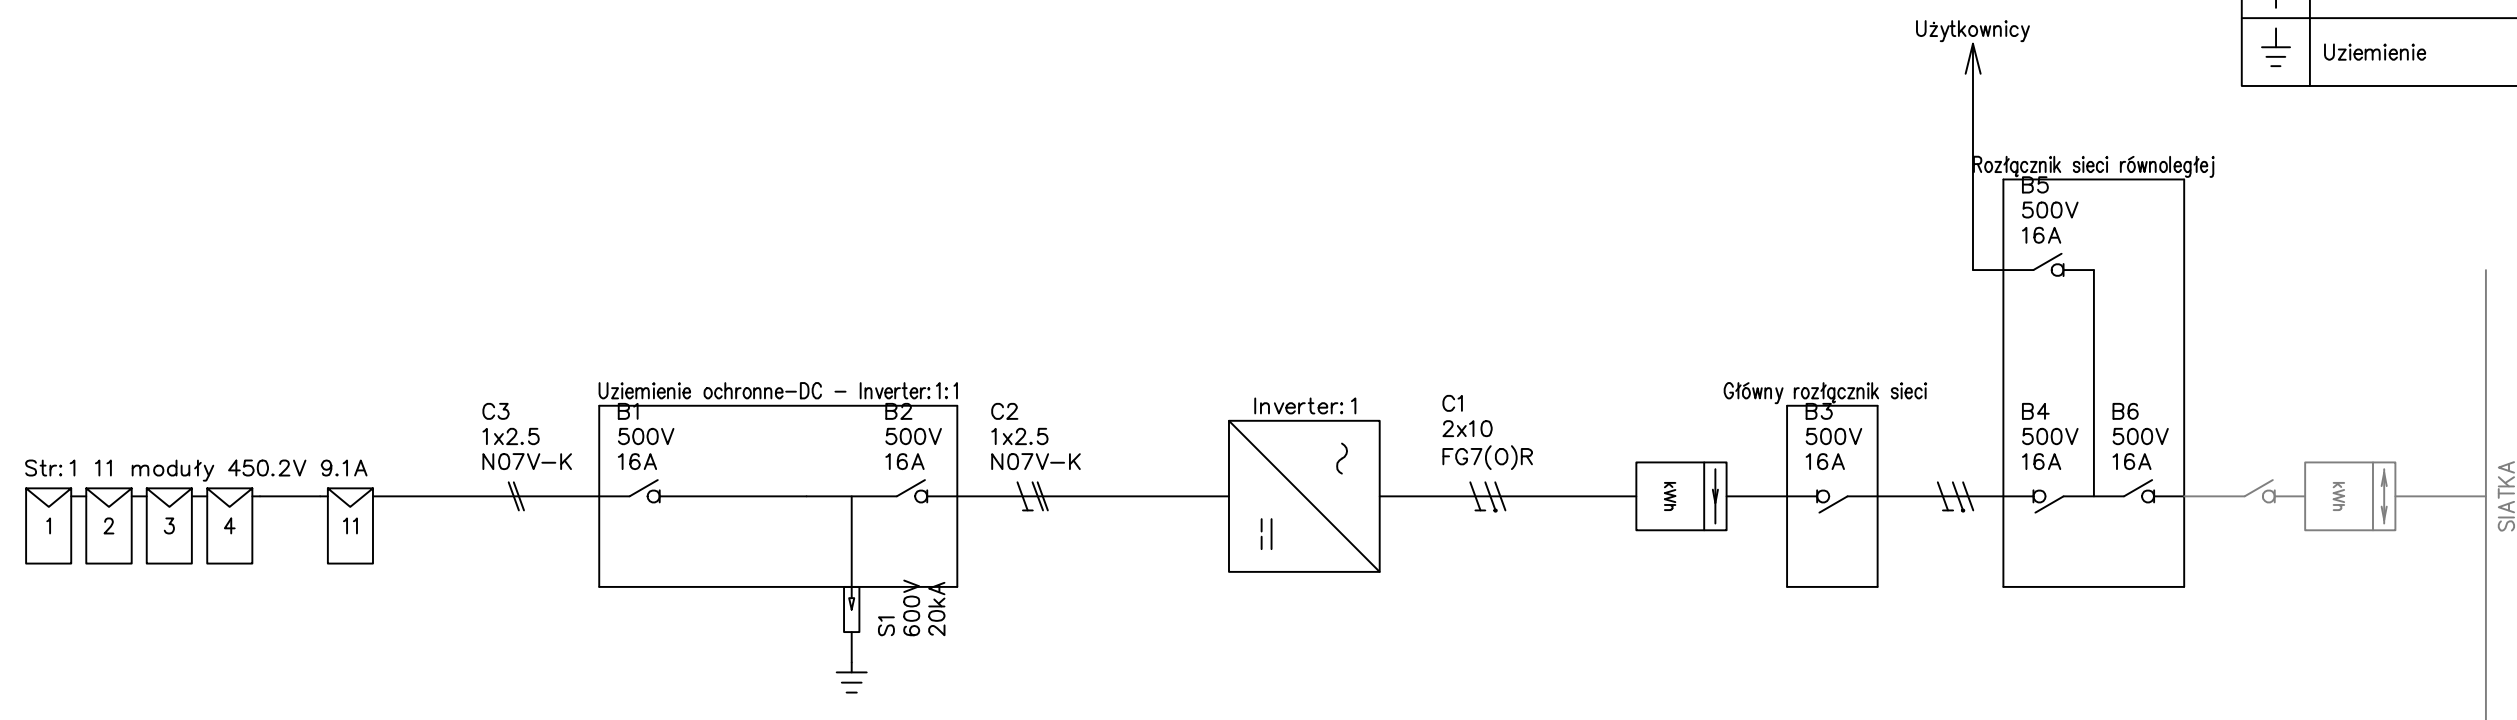 Użytkownicy
Uziemienie
Rozłącznik sieci równoległej
B5
500V
16A
Str:1 11 moduły 450.2V 9.1A
1
2
3
4
11
C3
1x2.5
N07V-K
Uziemienie ochronne-DC - Inverter:1:1
B1
500V
16A
B2
500V
16A
S1
600V
20kA
C2
1x2.5
N07V-K
Inverter:1
C1
2x10
FG7(O)R
kWh
Główny rozłącznik sieci
B3
500V
16A
B4
500V
16A
B6
500V
16A
kWh
SIATKA